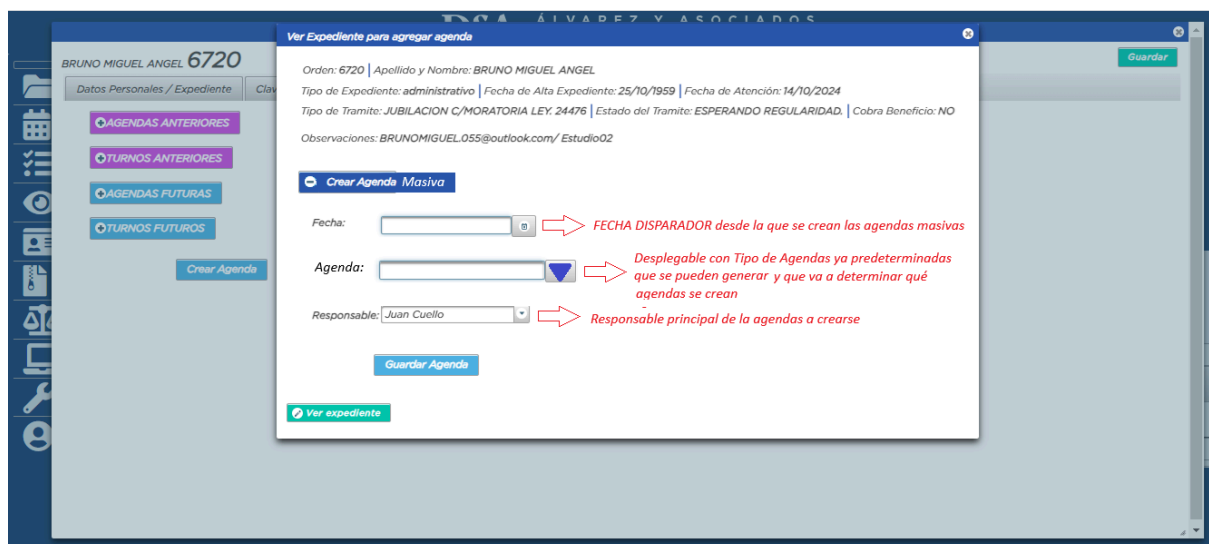 ÁLVAREZ Y ASOCIADOS
Ver Expediente para agregar agenda
BRUNO MIGUEL ANGEL 6720
Guardar
Datos Personales / Expediente
Orden: 6720 | Apellido y Nombre: BRUNO MIGUEL ANGEL
Tipo de Expediente: administrativo | Fecha de Alta Expediente: 25/10/1959 | Fecha de Atención: 14/10/2024
Tipo de Tramite: JUBILACION C/MORATORIA LEY. 24476 | Estado del Tramite: ESPERANDO REGULARIDAD. | Cobra Beneficio: NO
Observaciones: BRUNOMIGUEL.055@outlook.com/ Estudio02
AGENDAS ANTERIORES
TURNOS ANTERIORES
AGENDAS FUTURAS
TURNOS FUTUROS
Crear Agenda
Crear Agenda Masiva
Fecha:
FECHA DISPARADOR desde la que se crean las agendas masivas
Agenda:
Desplegable con Tipo de Agendas ya predeterminadas
que se pueden generar y que va a determinar qué
agendas se crean
Responsable: Juan Cuello
Responsable principal de la agendas a crearse
Guardar Agenda
Ver expediente